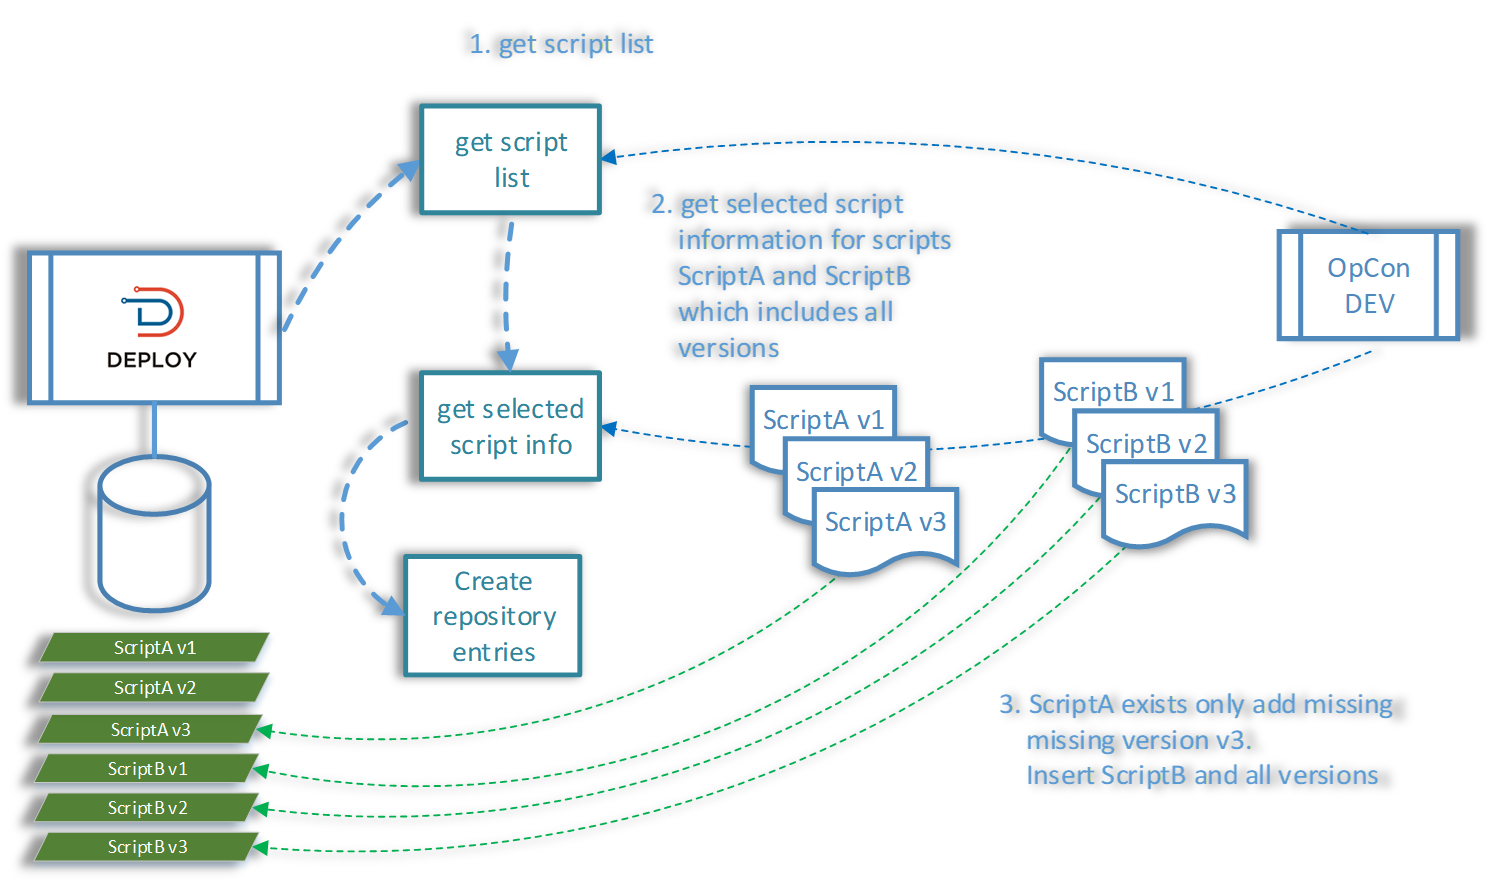 1. get script list
get script
list
2. get selected script
information for scripts
ScriptA and ScriptB
which includes all
versions
OpCon
DEV
DEPLOY
get selected
script info
ScriptA v1
ScriptA v2
ScriptA v3
ScriptB v1
ScriptB v2
ScriptB v3
Create
repository
entries
ScriptA v1
ScriptA v2
ScriptA v3
ScriptB v1
ScriptB v2
ScriptB v3
3. ScriptA exists only add missing
missing version v3.
Insert ScriptB and all versions